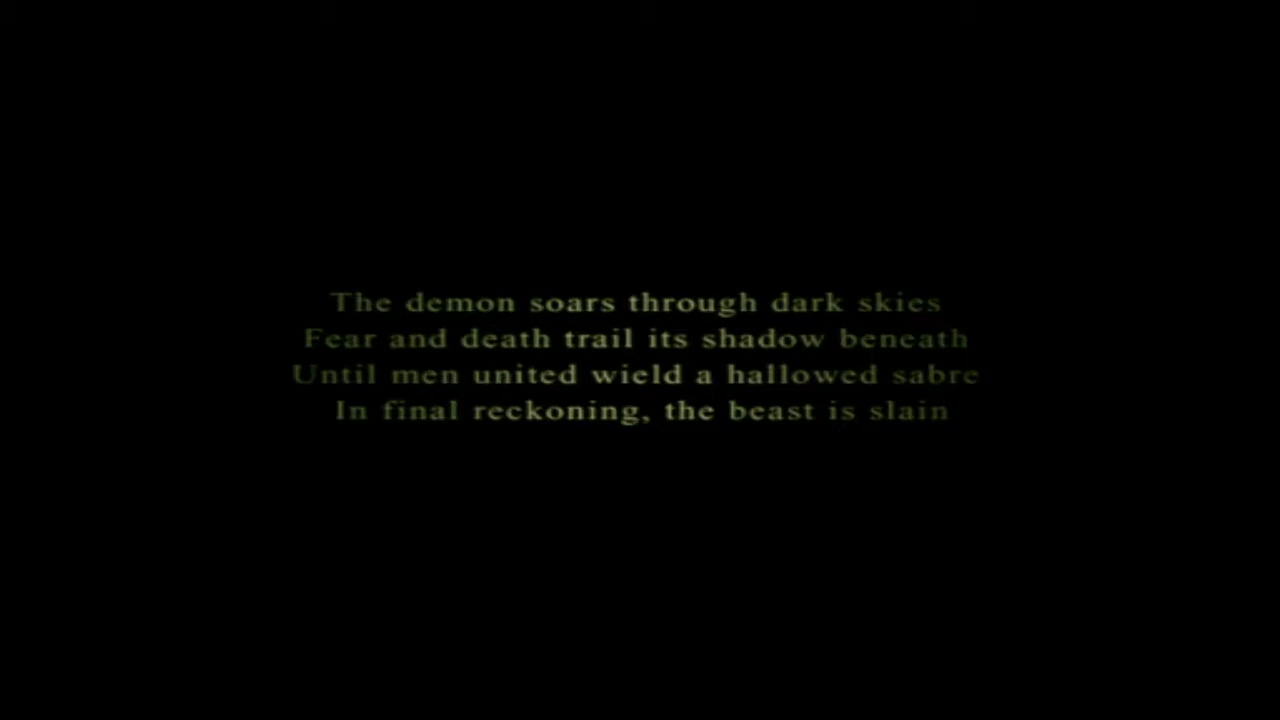 The demon soars through dark skies
Fear and death trail its shadow beneath
Until men united wield a hallowed sabre
In final reckoning, the beast is slain